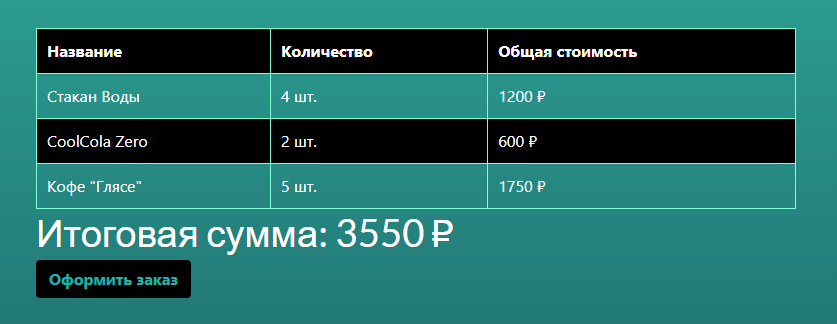 Название Количество Общая стоимость
Стакан Воды 4 шт. 1200 ₽
CoolCola Zero 2 шт. 600 ₽
Кофе "Глясе" 5 шт. 1750 ₽
Итоговая сумма: 3550 ₽
Оформить заказ